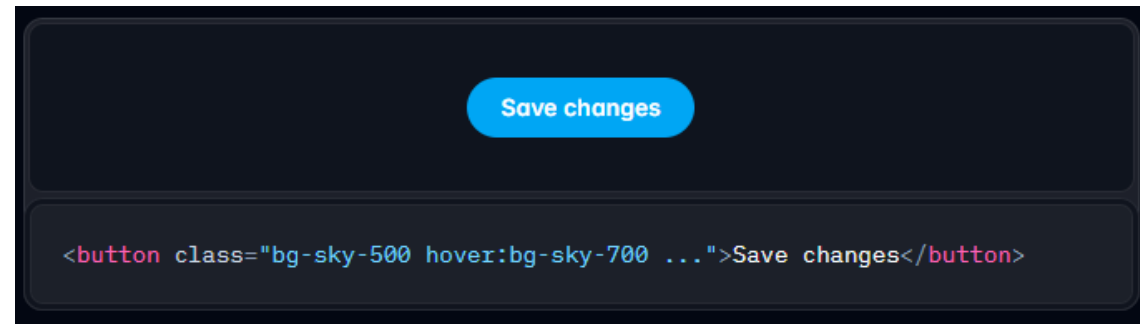 Save changes
<button class="bg-sky-500 hover:bg-sky-700 ...">Save changes</button>